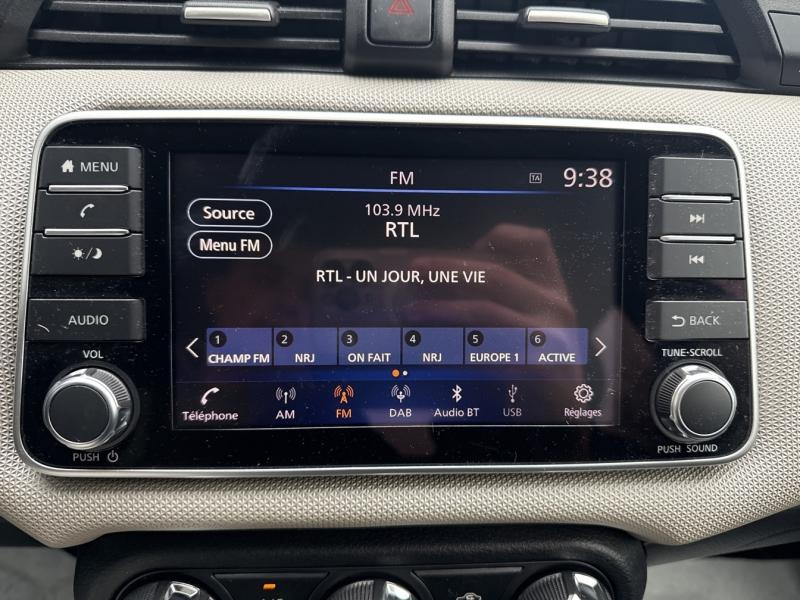 MENU
AUDIO
VOL
PUSH
FM
TA
9:38
Source
103.9 MHz
RTL
Menu FM
RTL - UN JOUR, UNE VIE
1 2 3 4 5 6
CHAMP FM NRJ ON FAIT NRJ EUROPE 1 ACTIVE
Téléphone AM FM DAB Audio BT USB Réglages
BACK
TUNE·SCROLL
PUSH SOUND